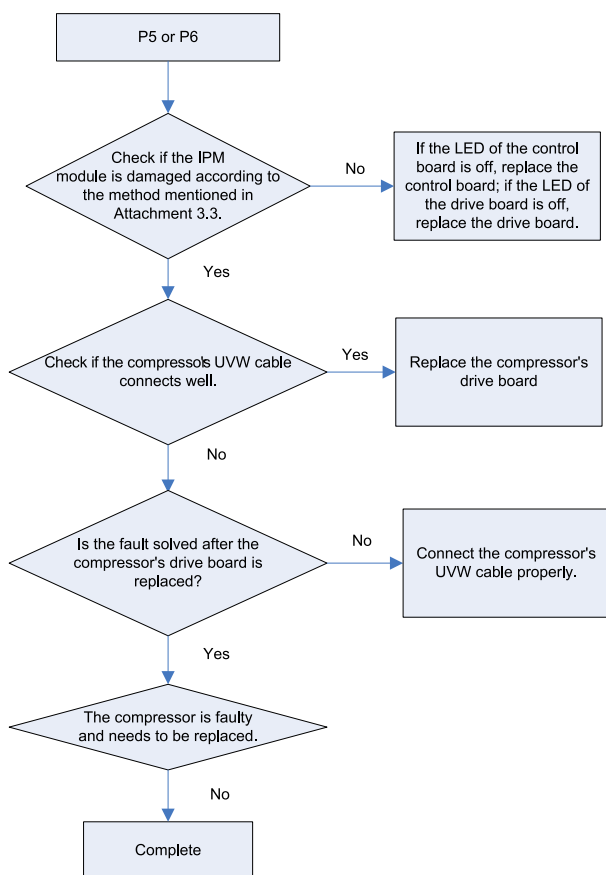 P5 or P6
Check if the IPM
module is damaged according to
the method mentioned in
Attachment 3.3.
No
If the LED of the control
board is off, replace the
control board; if the LED of
the drive board is off,
replace the drive board.
Yes
Check if the compressor's UVW cable
connects well.
Yes
Replace the compressor's
drive board
No
Is the fault solved after the
compressor's drive board is
replaced?
No
Connect the compressor's
UVW cable properly.
Yes
The compressor is faulty
and needs to be replaced.
No
Complete